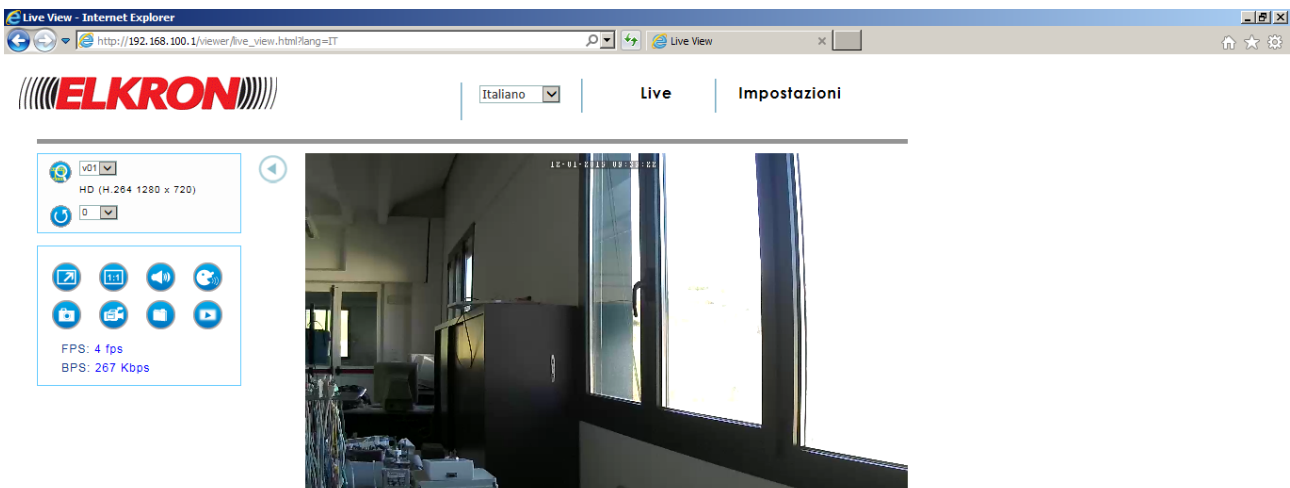 Live View - Internet Explorer
http://192.168.100.1/viewer/live_view.html?lang=IT
Live View
ELKRON
Italiano
Live
Impostazioni
v01
HD (H.264 1280 x 720)
0
1:1
FPS: 4 fps
BPS: 267 Kbps